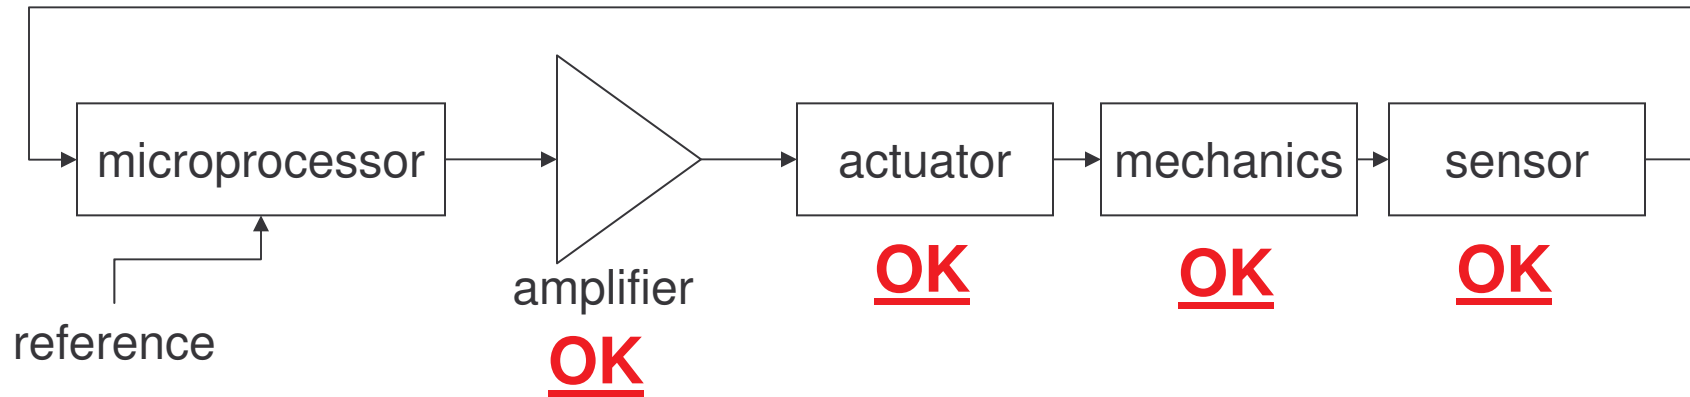 microprocessor
actuator
mechanics
sensor
OK
OK
OK
amplifier
reference
OK